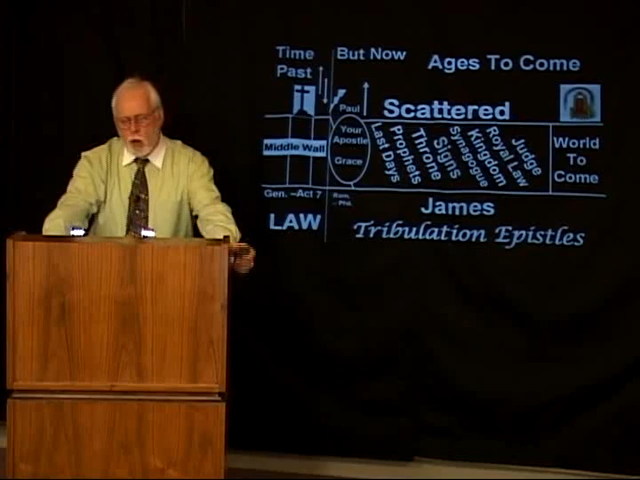 Time Past
But Now
Ages To Come
Paul
Scattered
Your Apostle
Grace
Middle Wall
Last Days
Prophets
Throne
Signs
Synagogue
Kingdom
Royal Law
Judge
World To Come
Gen. – Act 7
Rom. – Phl.
James
LAW
Tribulation Epistles